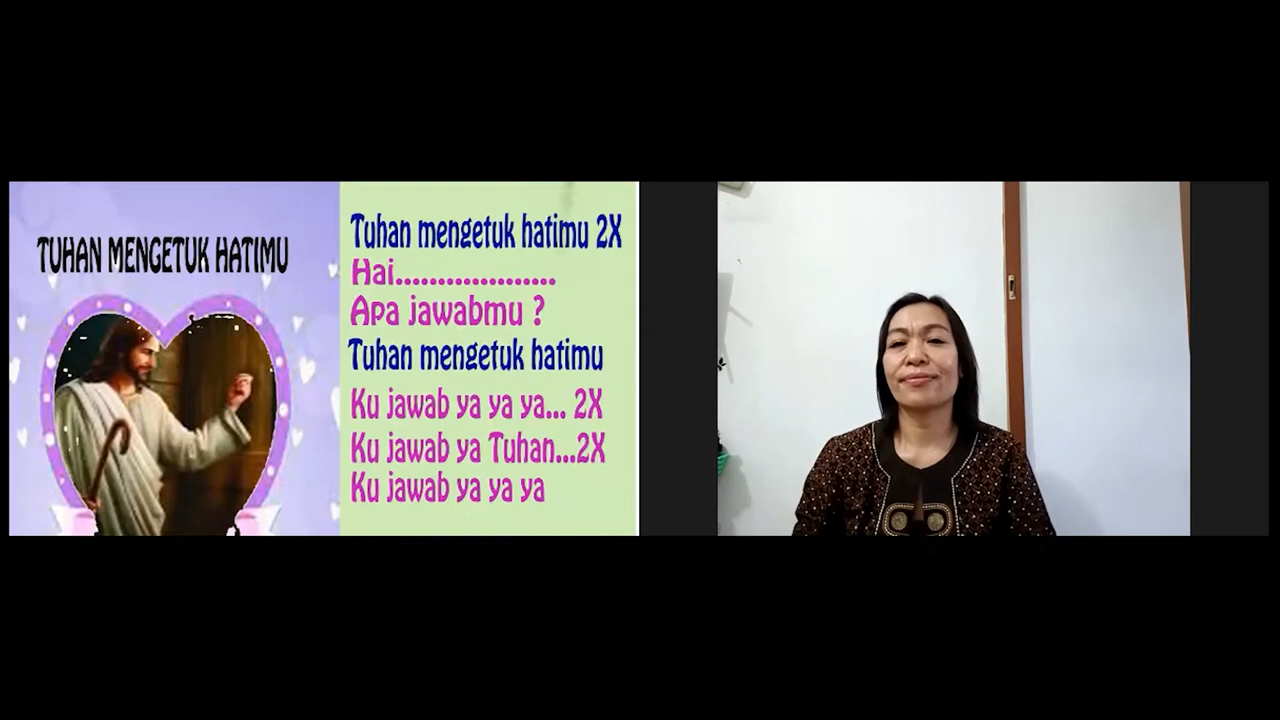 TUHAN MENGETUK HATIMU
Tuhan mengetuk hatimu 2X
Hai...................
Apa jawabmu ?
Tuhan mengetuk hatimu
Ku jawab ya ya ya... 2X
Ku jawab ya Tuhan...2X
Ku jawab ya ya ya